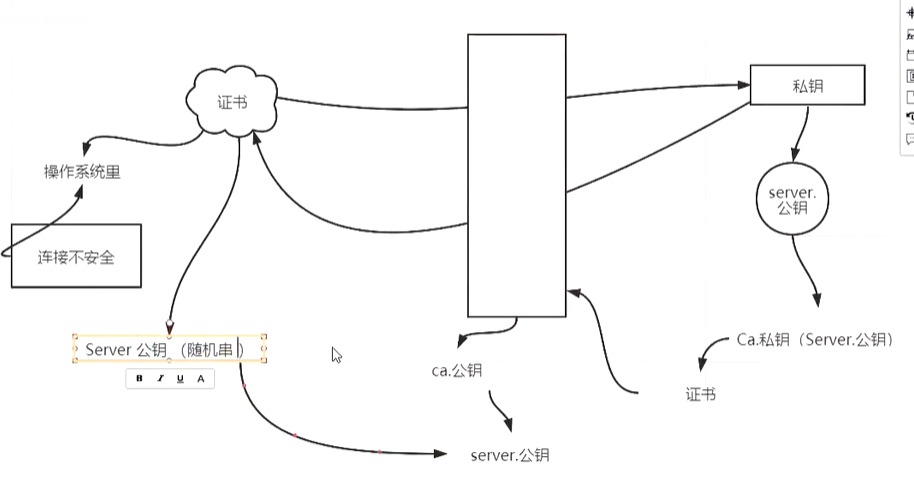 证书
私钥
操作系统里
server.
公钥
连接不安全
Server 公钥（随机串）
B I U A
ca.公钥
Ca.私钥（Server.公钥）
证书
server.公钥